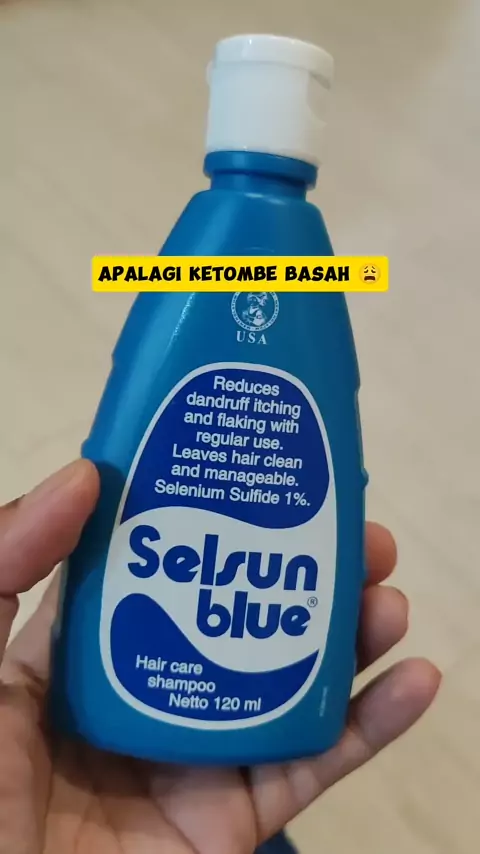 APALAGI KETOMBE BASAH 😩
USA
Reduces
dandruff itching
and flaking with
regular use.
Leaves hair clean
and manageable.
Selenium Sulfide 1%.
Selsun
blue®
Hair care
shampoo
Netto 120 ml